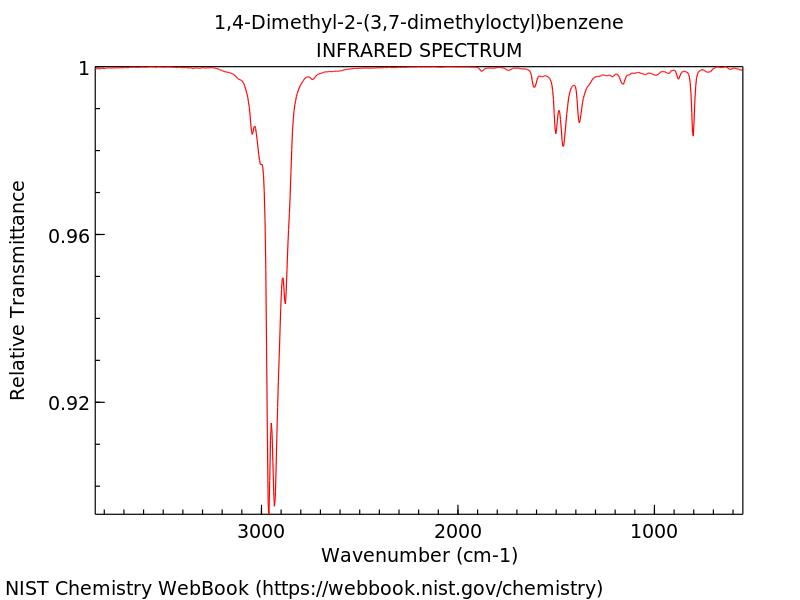 1,4-Dimethyl-2-(3,7-dimethyloctyl)benzene
INFRARED SPECTRUM
1
0.96
0.92
Relative Transmittance
3000 2000 1000
Wavenumber (cm-1)
NIST Chemistry WebBook (https://webbook.nist.gov/chemistry)